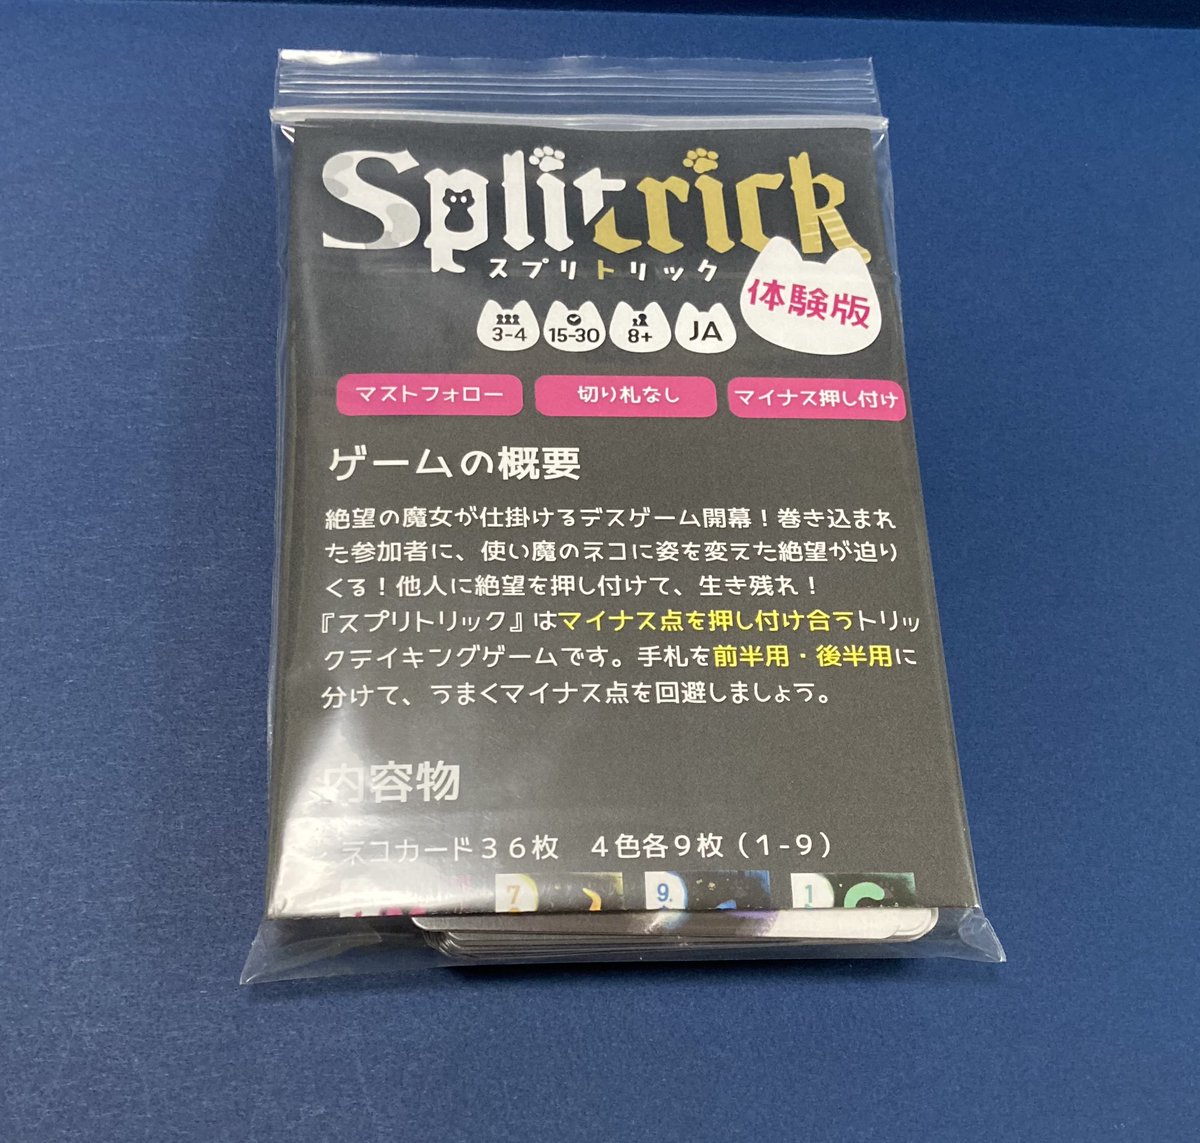 Splitrick
スプリトリック
体験版
3-4 15-30 8+ JA
マストフォロー 切り札なし マイナス押し付け
ゲームの概要
絶望の魔女が仕掛けるデスゲーム開幕！巻き込まれ
た参加者に、使い魔のネコに姿を変えた絶望が迫り
くる！他人に絶望を押し付けて、生き残れ！
『スプリトリック』はマイナス点を押し付け合うトリッ
クテイキングゲームです。手札を前半用・後半用に
分けて、うまくマイナス点を回避しましょう。
内容物
ネコカード３６枚　４色各９枚（１-９）
7 9. 1